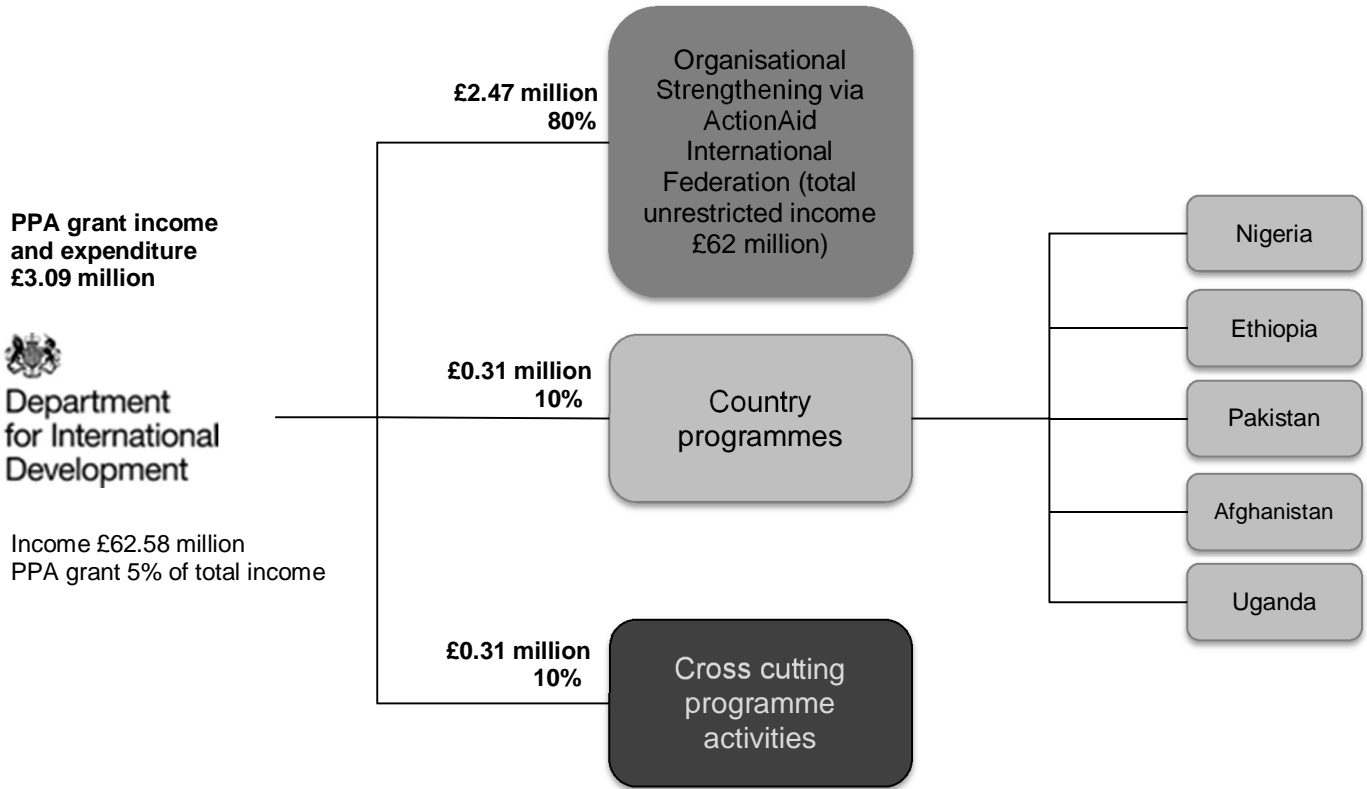 PPA grant income
and expenditure
£3.09 million
Department
for International
Development
Income £62.58 million
PPA grant 5% of total income
£2.47 million
80%
Organisational
Strengthening via
ActionAid
International
Federation (total
unrestricted income
£62 million)
£0.31 million
10%
Country
programmes
£0.31 million
10%
Cross cutting
programme
activities
Nigeria
Ethiopia
Pakistan
Afghanistan
Uganda